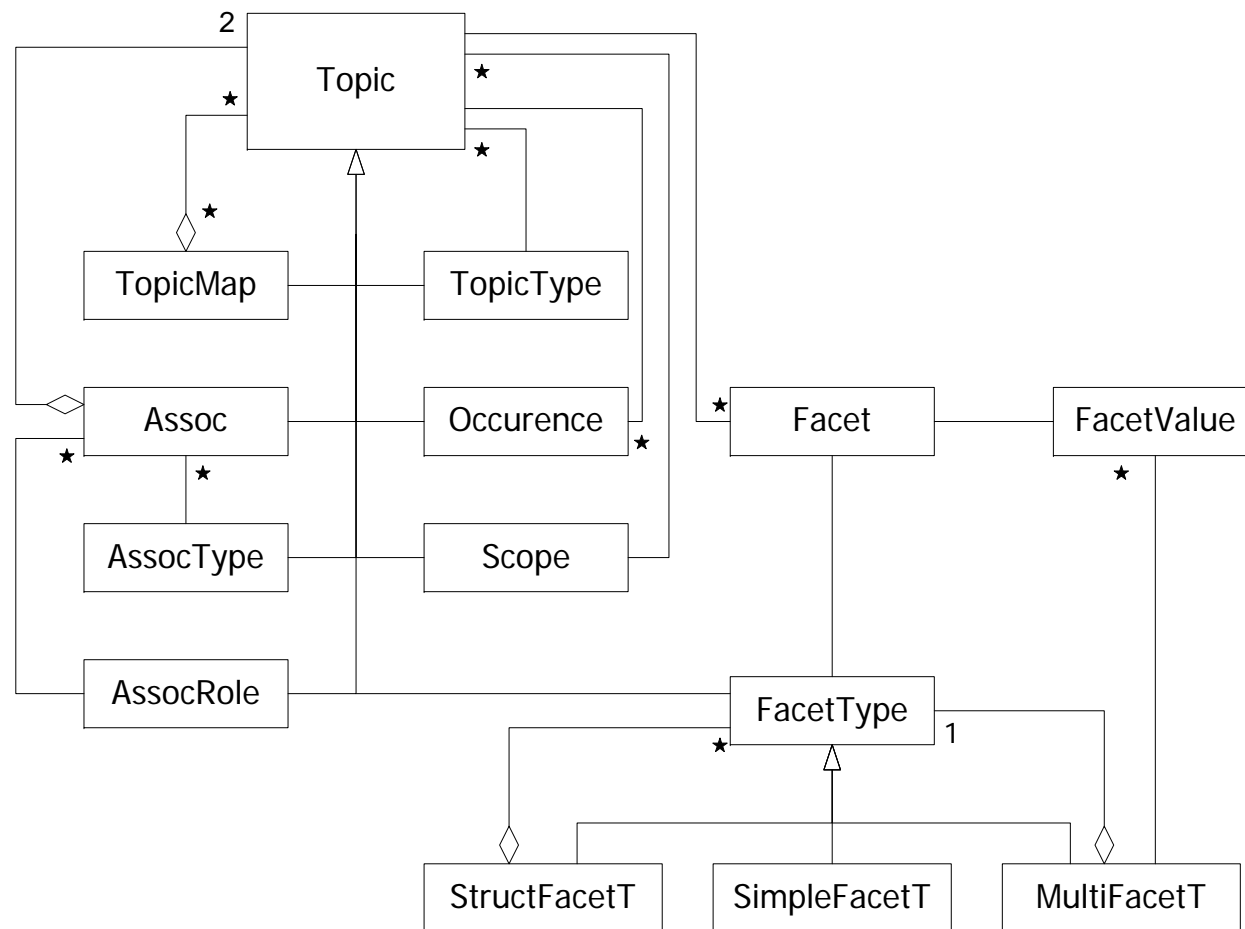 2
Topic
★
★
★
★
TopicMap
TopicType
Assoc
Occurence
★
Facet
FacetValue
★
★
★
★
AssocType
Scope
AssocRole
FacetType
★
1
StructFacetT
SimpleFacetT
MultiFacetT